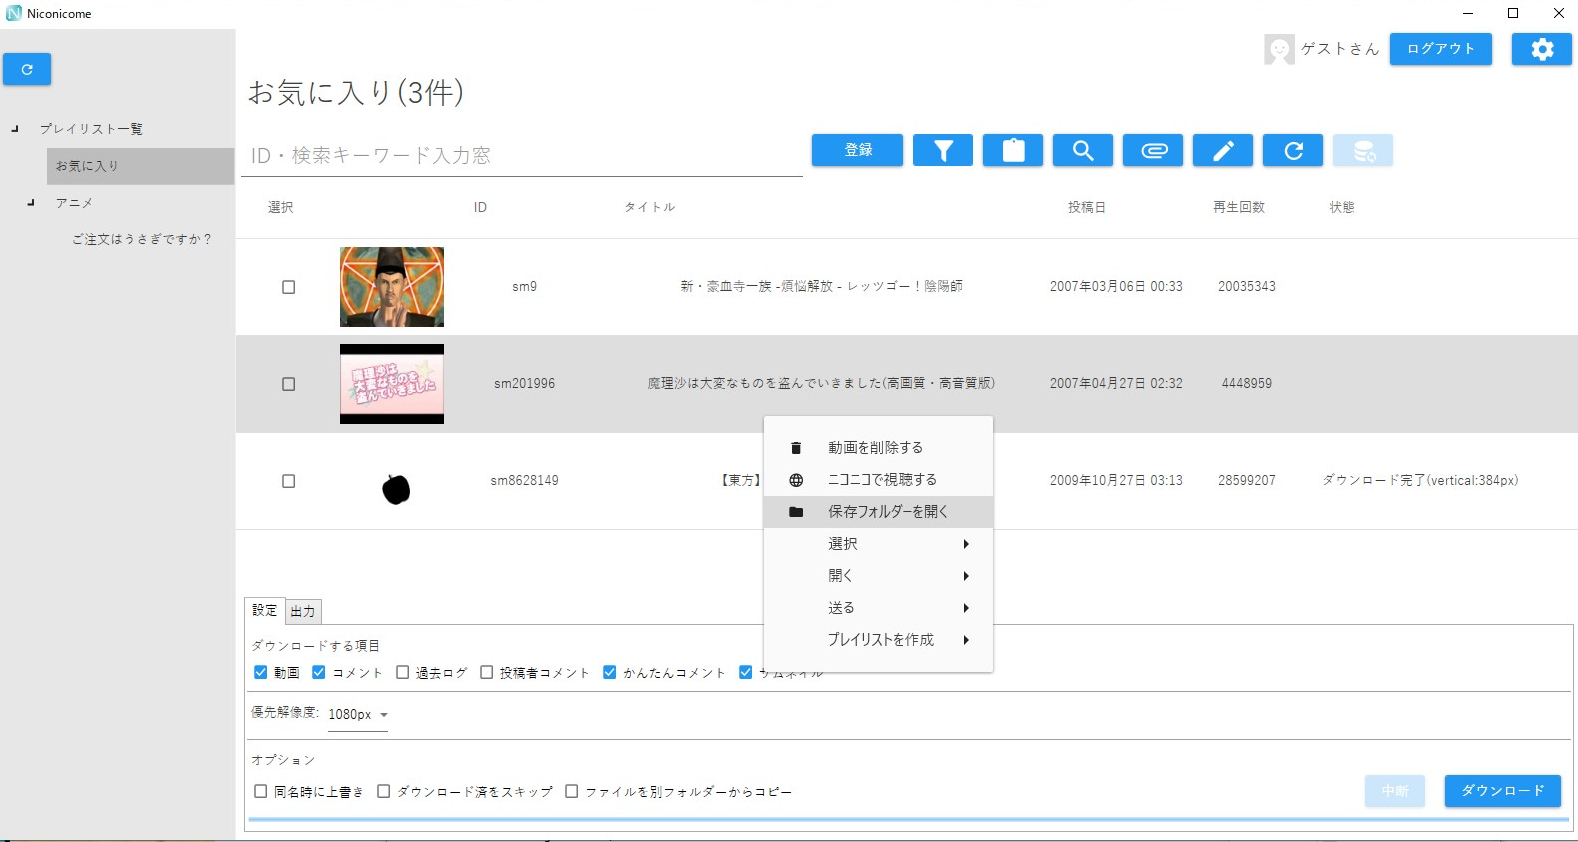 Niconicome
ゲストさん
ログアウト
お気に入り(3件)
プレイリスト一覧
お気に入り
アニメ
ご注文はうさぎですか？
ID・検索キーワード入力窓
登録
選択 ID タイトル 投稿日 再生回数 状態
sm9 新・豪血寺一族 -煩悩解放 - レッツゴー！陰陽師 2007年03月06日 00:33 20035343
魔理沙は
大変なものを
盗んでいきました
sm201996 魔理沙は大変なものを盗んでいきました(高画質・高音質版) 2007年04月27日 02:32 4448959
sm8628149 【東方】 2009年10月27日 03:13 28599207 ダウンロード完了(vertical:384px)
動画を削除する
ニコニコで視聴する
保存フォルダーを開く
選択
開く
送る
プレイリストを作成
設定 出力
ダウンロードする項目
動画 コメント 過去ログ 投稿者コメント かんたんコメント サムネイル
優先解像度: 1080px
オプション
同名時に上書き ダウンロード済をスキップ ファイルを別フォルダーからコピー
中断 ダウンロード